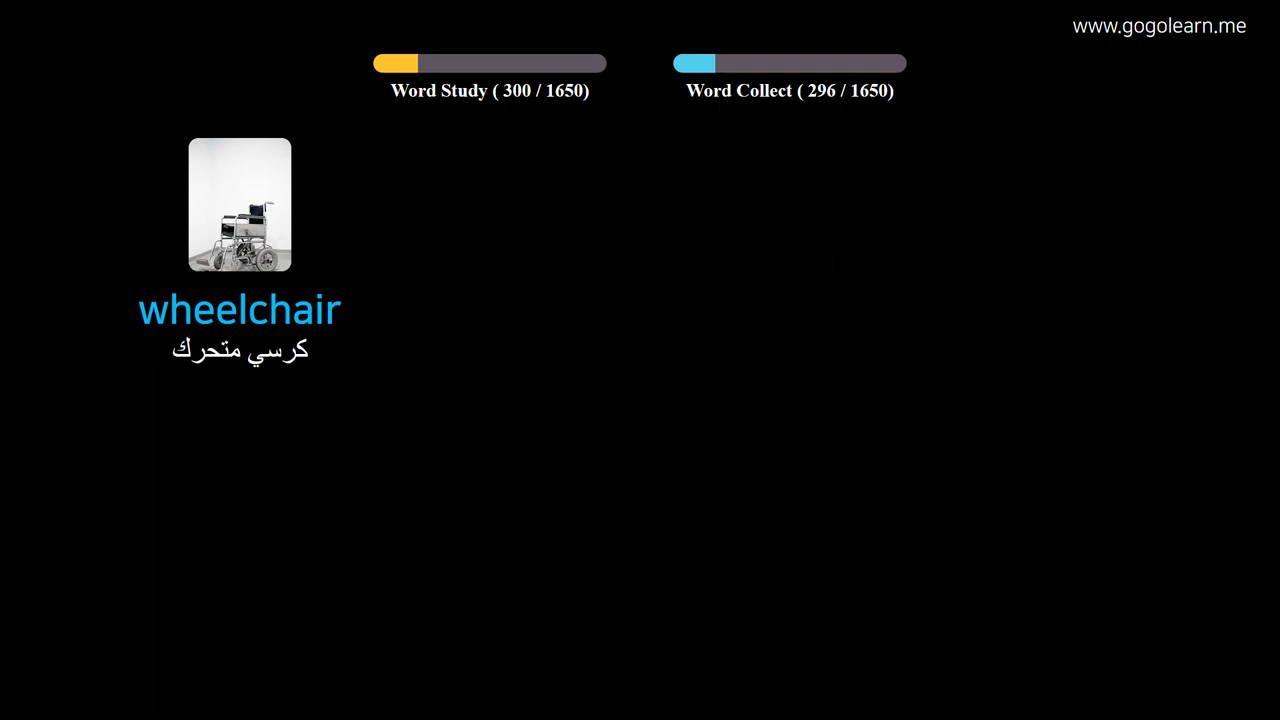 www.gogolearn.me
Word Study ( 300 / 1650)
Word Collect ( 296 / 1650)
wheelchair
كرسي متحرك